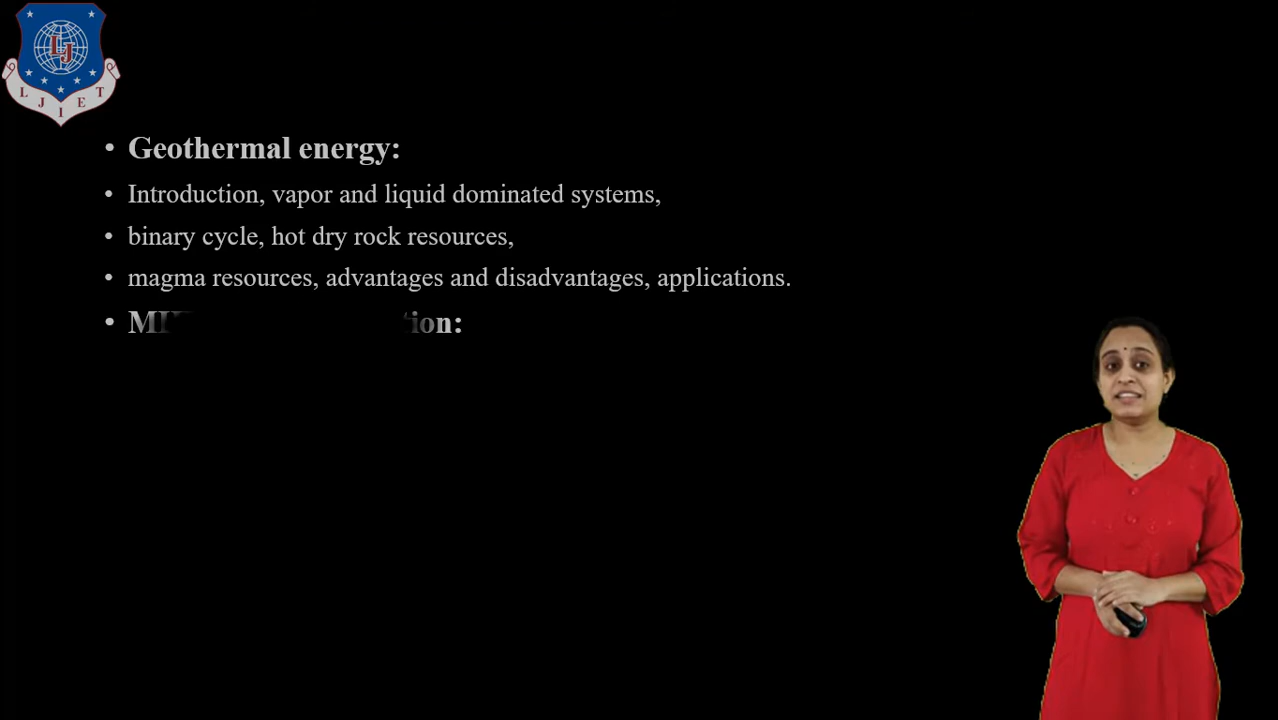 LJ
L J I E T
• Geothermal energy:
• Introduction, vapor and liquid dominated systems,
• binary cycle, hot dry rock resources,
• magma resources, advantages and disadvantages, applications.